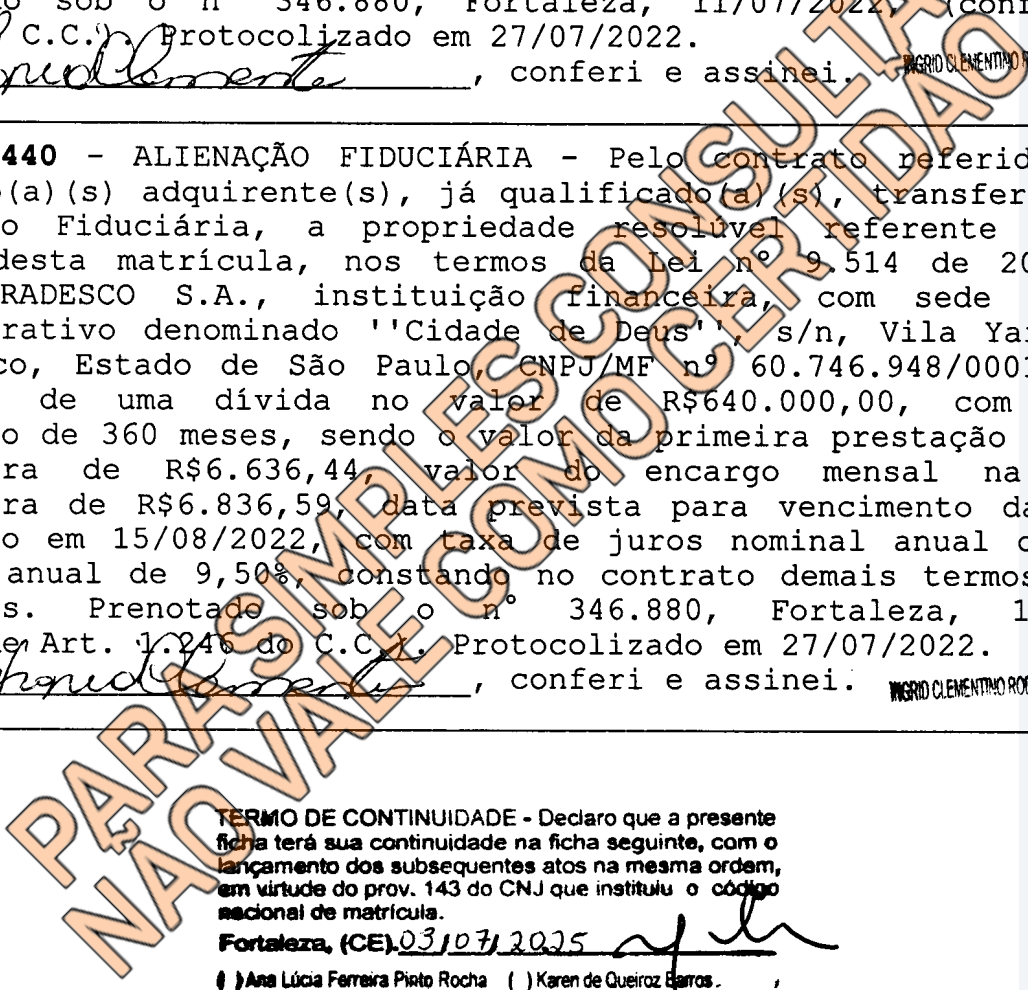 sob o nº 346.880, Fortaleza, 11/07/2022, (conf
C.C.). Protocolizado em 27/07/2022.
, conferi e assinei. INGRID CLEMENTINO R
440 - ALIENAÇÃO FIDUCIÁRIA - Pelo contrato referid
(a)(s) adquirente(s), já qualificado(a)(s), transfer
o Fiduciária, a propriedade resolúvel referente
desta matrícula, nos termos da Lei nº 9.514 de 20
RADESCO S.A., instituição financeira, com sede
rativo denominado ''Cidade de Deus'', s/n, Vila Ya
co, Estado de São Paulo, CNPJ/MF nº 60.746.948/0001
de uma dívida no valor de R$640.000,00, com
o de 360 meses, sendo o valor da primeira prestação
ra de R$6.636,44, valor do encargo mensal na
ra de R$6.836,59, data prevista para vencimento da
o em 15/08/2022, com taxa de juros nominal anual
anual de 9,50%, constando no contrato demais termos
s. Prenotado sob o nº 346.880, Fortaleza, 1
e Art. 1.246 do C.C.). Protocolizado em 27/07/2022.
, conferi e assinei. INGRID CLEMENTINO ROD
PARA SIMPLES CONSULTA
NÃO VALE COMO CERTIDÃO
TERMO DE CONTINUIDADE - Declaro que a presente
ficha terá sua continuidade na ficha seguinte, com o
lançamento dos subsequentes atos na mesma ordem,
em virtude do prov. 143 do CNJ que instituiu o código
nacional de matrícula.
Fortaleza, (CE). 03/07/2025
( ) Ana Lúcia Ferreira Pinto Rocha ( ) Karen de Queiroz Barros